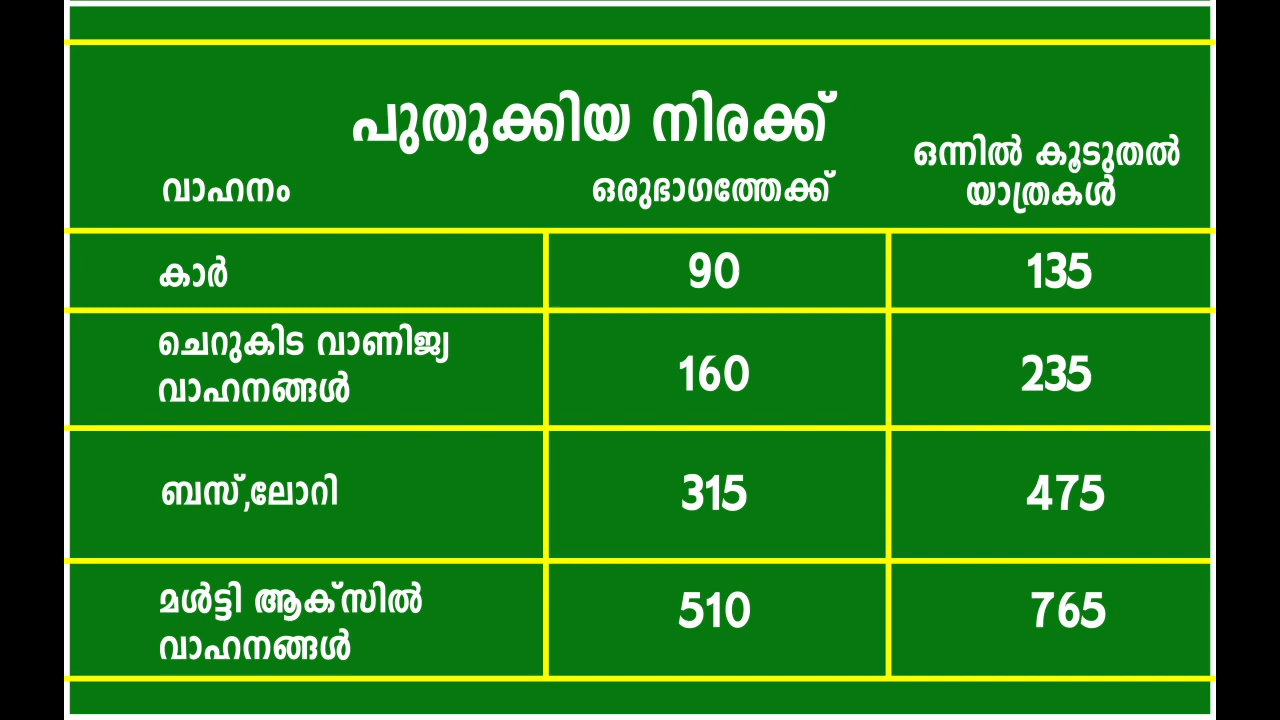 പുതുക്കിയ നിരക്ക്
വാഹനം ഒരുഭാഗത്തേക്ക് ഒന്നിൽ കൂടുതൽ
യാത്രകൾ
കാർ 90 135
ചെറുകിട വാണിജ്യ
വാഹനങ്ങൾ 160 235
ബസ്,ലോറി 315 475
മൾട്ടി ആക്സിൽ
വാഹനങ്ങൾ 510 765